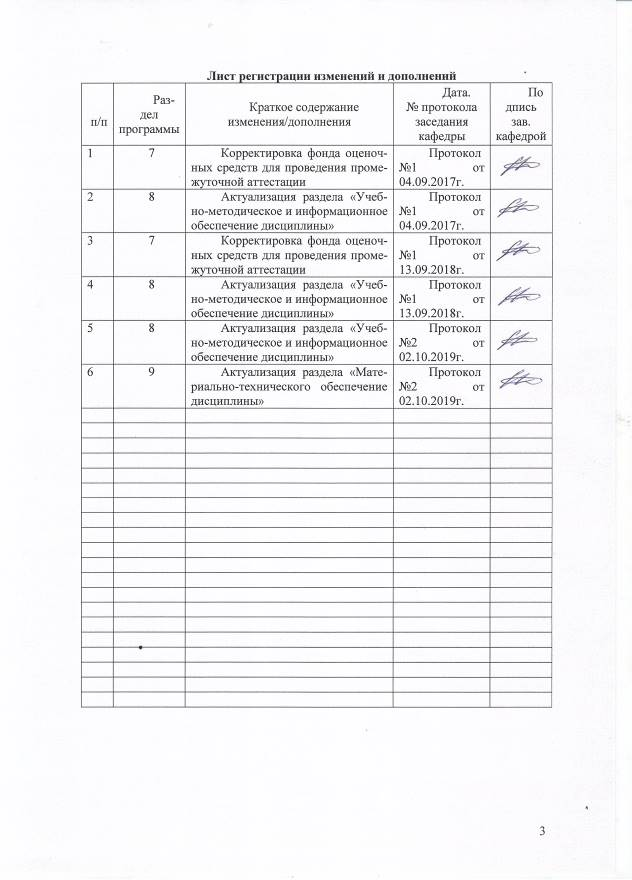 Лист регистрации изменений и дополнений
п/п
Раз-
дел
программы
Краткое содержание
изменения/дополнения
Дата.
№ протокола
заседания
кафедры
По
дпись
зав.
кафедрой
1
7
Корректировка фонда оценоч-
ных средств для проведения проме-
жуточной аттестации
Протокол
№1 от
04.09.2017г.
2
8
Актуализация раздела «Учеб-
но-методическое и информационное
обеспечение дисциплины»
Протокол
№1 от
04.09.2017г.
3
7
Корректировка фонда оценоч-
ных средств для проведения проме-
жуточной аттестации
Протокол
№1 от
13.09.2018г.
4
8
Актуализация раздела «Учеб-
но-методическое и информационное
обеспечение дисциплины»
Протокол
№1 от
13.09.2018г.
5
8
Актуализация раздела «Учеб-
но-методическое и информационное
обеспечение дисциплины»
Протокол
№2 от
02.10.2019г.
6
9
Актуализация раздела «Мате-
риально-технического обеспечение
дисциплины»
Протокол
№2 от
02.10.2019г.
3